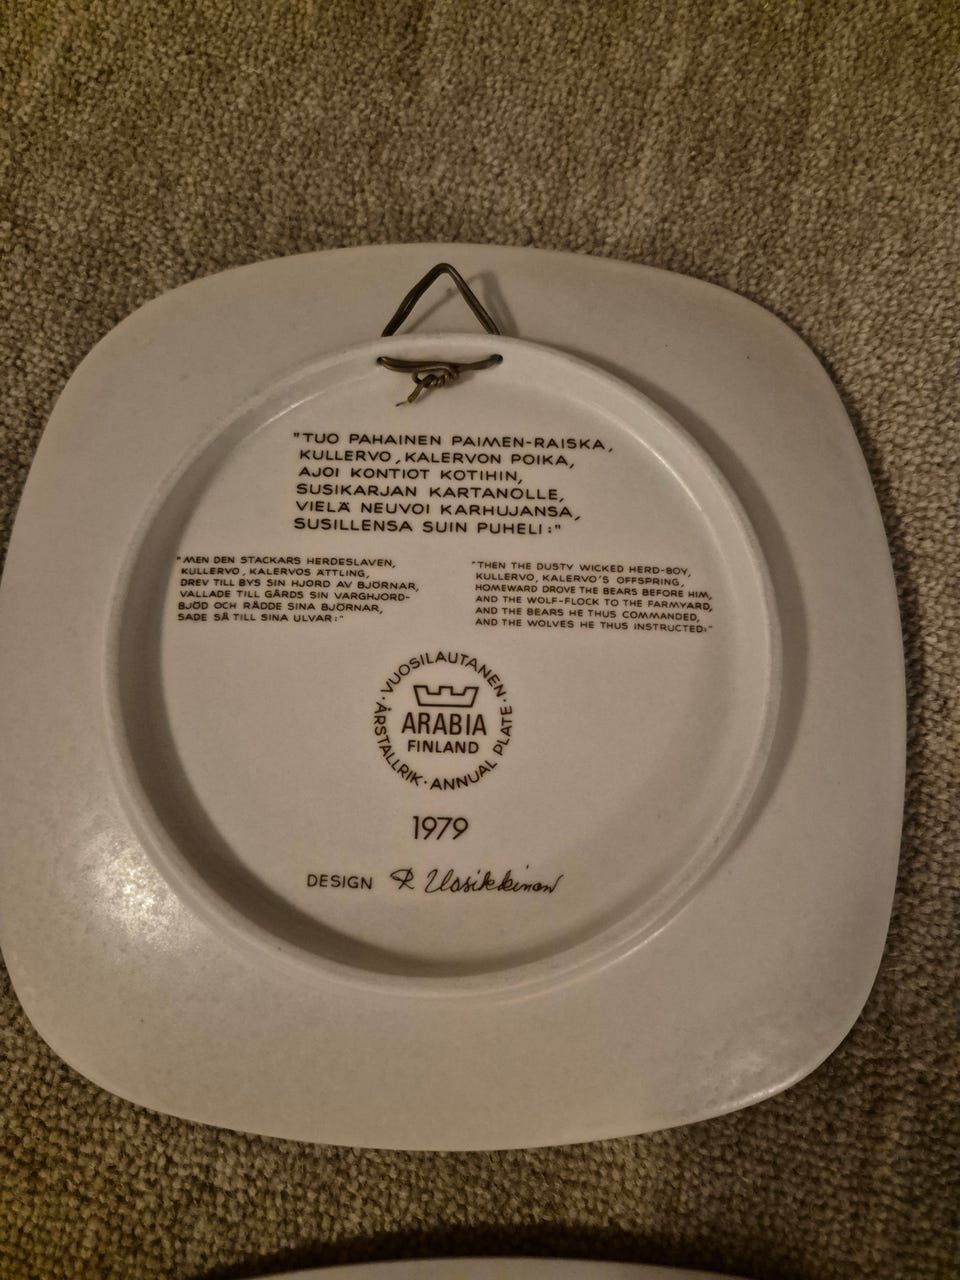 "TUO PAHAINEN PAIMEN-RAISKA,
KULLERVO, KALERVON POIKA,
AJOI KONTIOT KOTIHIN,
SUSIKARJAN KARTANOLLE,
VIELÄ NEUVOI KARHUJANSA,
SUSILLENSA SUIN PUHELI:"
"MEN DEN STACKARS HERDESLAVEN,
KULLERVO, KALERVOS ÄTTLING,
DREV TILL BYS SIN HJORD AV BJÖRNAR,
VALLADE TILL GÅRDS SIN VARGHJORD-
BJÖD OCH RÅDDE SINA BJÖRNAR,
SADE SÅ TILL SINA ULVAR:"
"THEN THE DUSTY WICKED HERD-BOY,
KULLERVO, KALERVO'S OFFSPRING,
HOMEWARD DROVE THE BEARS BEFORE HIM,
AND THE WOLF-FLOCK TO THE FARMYARD,
AND THE BEARS HE THUS COMMANDED,
AND THE WOLVES HE THUS INSTRUCTED:"
· VUOSILAUTANEN · ANNUAL PLATE · ÅRSTALLRIK
ARABIA
FINLAND
1979
DESIGN R Uosikkinen